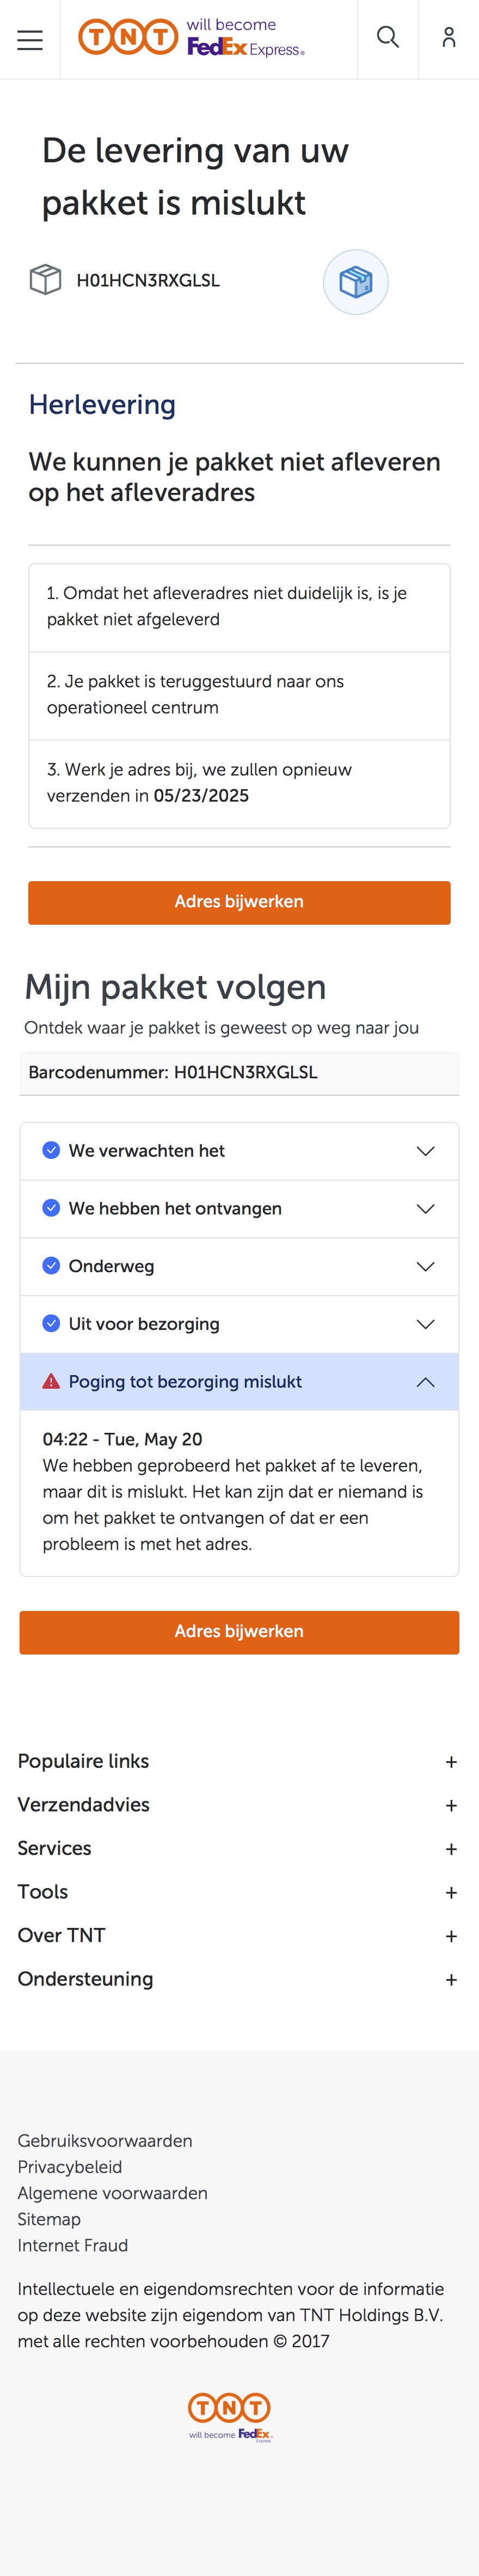 TNT will become
FedEx Express®
De levering van uw
pakket is mislukt
H01HCN3RXGLSL
Herlevering
We kunnen je pakket niet afleveren
op het afleveradres
1. Omdat het afleveradres niet duidelijk is, is je
pakket niet afgeleverd
2. Je pakket is teruggestuurd naar ons
operationeel centrum
3. Werk je adres bij, we zullen opnieuw
verzenden in 05/23/2025
Adres bijwerken
Mijn pakket volgen
Ontdek waar je pakket is geweest op weg naar jou
Barcodenummer: H01HCN3RXGLSL
We verwachten het
We hebben het ontvangen
Onderweg
Uit voor bezorging
Poging tot bezorging mislukt
04:22 - Tue, May 20
We hebben geprobeerd het pakket af te leveren,
maar dit is mislukt. Het kan zijn dat er niemand is
om het pakket te ontvangen of dat er een
probleem is met het adres.
Adres bijwerken
Populaire links +
Verzendadvies +
Services +
Tools +
Over TNT +
Ondersteuning +
Gebruiksvoorwaarden
Privacybeleid
Algemene voorwaarden
Sitemap
Internet Fraud
Intellectuele en eigendomsrechten voor de informatie
op deze website zijn eigendom van TNT Holdings B.V.
met alle rechten voorbehouden © 2017
TNT
will become FedEx
Express